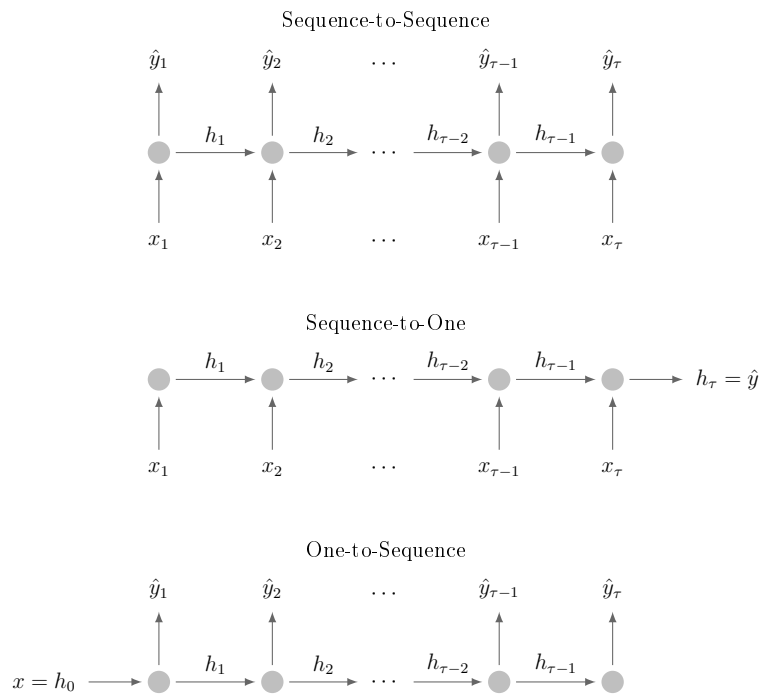 Sequence-to-Sequence
ŷ₁ ŷ₂ ⋯ ŷ_{τ−1} ŷ_τ
h₁ h₂ ⋯ h_{τ−2} h_{τ−1}
x₁ x₂ ⋯ x_{τ−1} x_τ
Sequence-to-One
h₁ h₂ ⋯ h_{τ−2} h_{τ−1} h_τ = ŷ
x₁ x₂ ⋯ x_{τ−1} x_τ
One-to-Sequence
ŷ₁ ŷ₂ ⋯ ŷ_{τ−1} ŷ_τ
x = h₀ h₁ h₂ ⋯ h_{τ−2} h_{τ−1}